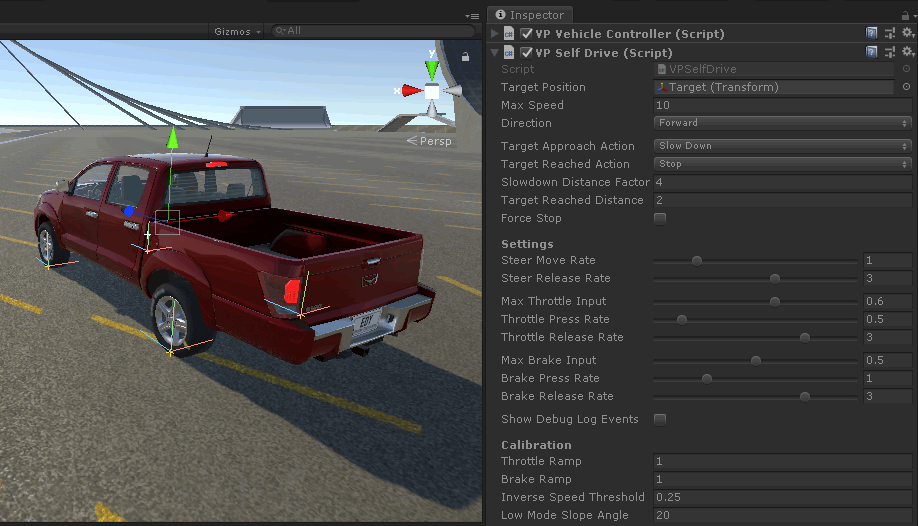 Gizmos
All
y
x
Persp
EDY
Inspector
VP Vehicle Controller (Script)
VP Self Drive (Script)
Script VPSelfDrive
Target Position Target (Transform)
Max Speed 10
Direction Forward
Target Approach Action Slow Down
Target Reached Action Stop
Slowdown Distance Factor 4
Target Reached Distance 2
Force Stop
Settings
Steer Move Rate 1
Steer Release Rate 3
Max Throttle Input 0.6
Throttle Press Rate 0.5
Throttle Release Rate 3
Max Brake Input 0.5
Brake Press Rate 1
Brake Release Rate 3
Show Debug Log Events
Calibration
Throttle Ramp 1
Brake Ramp 1
Inverse Speed Threshold 0.25
Low Mode Slope Angle 20